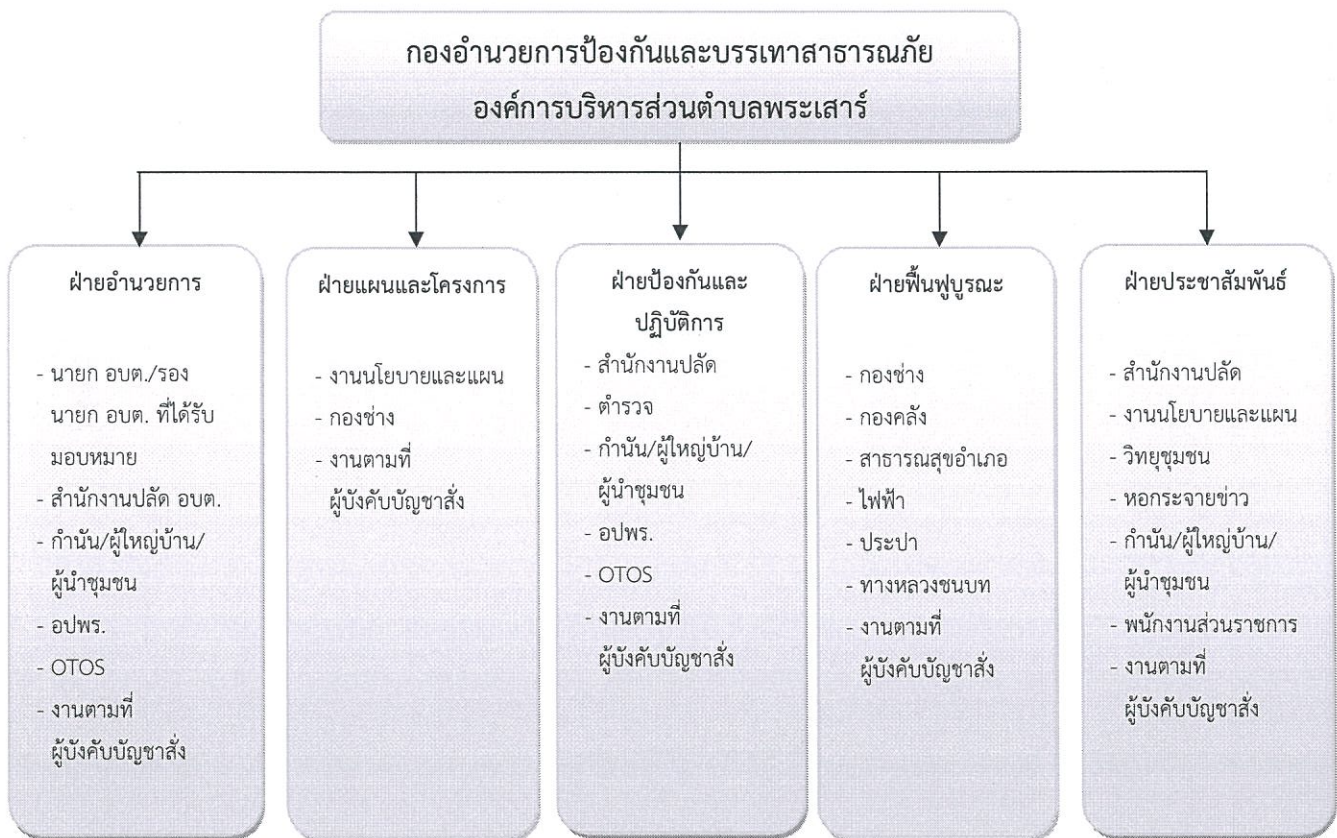 กองอำนวยการป้องกันและบรรเทาสาธารณภัย
องค์การบริหารส่วนตำบลพระเสาร์
ฝ่ายอำนวยการ
- นายก อบต./รอง
นายก อบต. ที่ได้รับ
มอบหมาย
- สำนักงานปลัด อบต.
- กำนัน/ผู้ใหญ่บ้าน/
ผู้นำชุมชน
- อปพร.
- OTOS
- งานตามที่
ผู้บังคับบัญชาสั่ง
ฝ่ายแผนและโครงการ
- งานนโยบายและแผน
- กองช่าง
- งานตามที่
ผู้บังคับบัญชาสั่ง
ฝ่ายป้องกันและ
ปฏิบัติการ
- สำนักงานปลัด
- ตำรวจ
- กำนัน/ผู้ใหญ่บ้าน/
ผู้นำชุมชน
- อปพร.
- OTOS
- งานตามที่
ผู้บังคับบัญชาสั่ง
ฝ่ายฟื้นฟูบูรณะ
- กองช่าง
- กองคลัง
- สาธารณสุขอำเภอ
- ไฟฟ้า
- ประปา
- ทางหลวงชนบท
- งานตามที่
ผู้บังคับบัญชาสั่ง
ฝ่ายประชาสัมพันธ์
- สำนักงานปลัด
- งานนโยบายและแผน
- วิทยุชุมชน
- หอกระจายข่าว
- กำนัน/ผู้ใหญ่บ้าน/
ผู้นำชุมชน
- พนักงานส่วนราชการ
- งานตามที่
ผู้บังคับบัญชาสั่ง